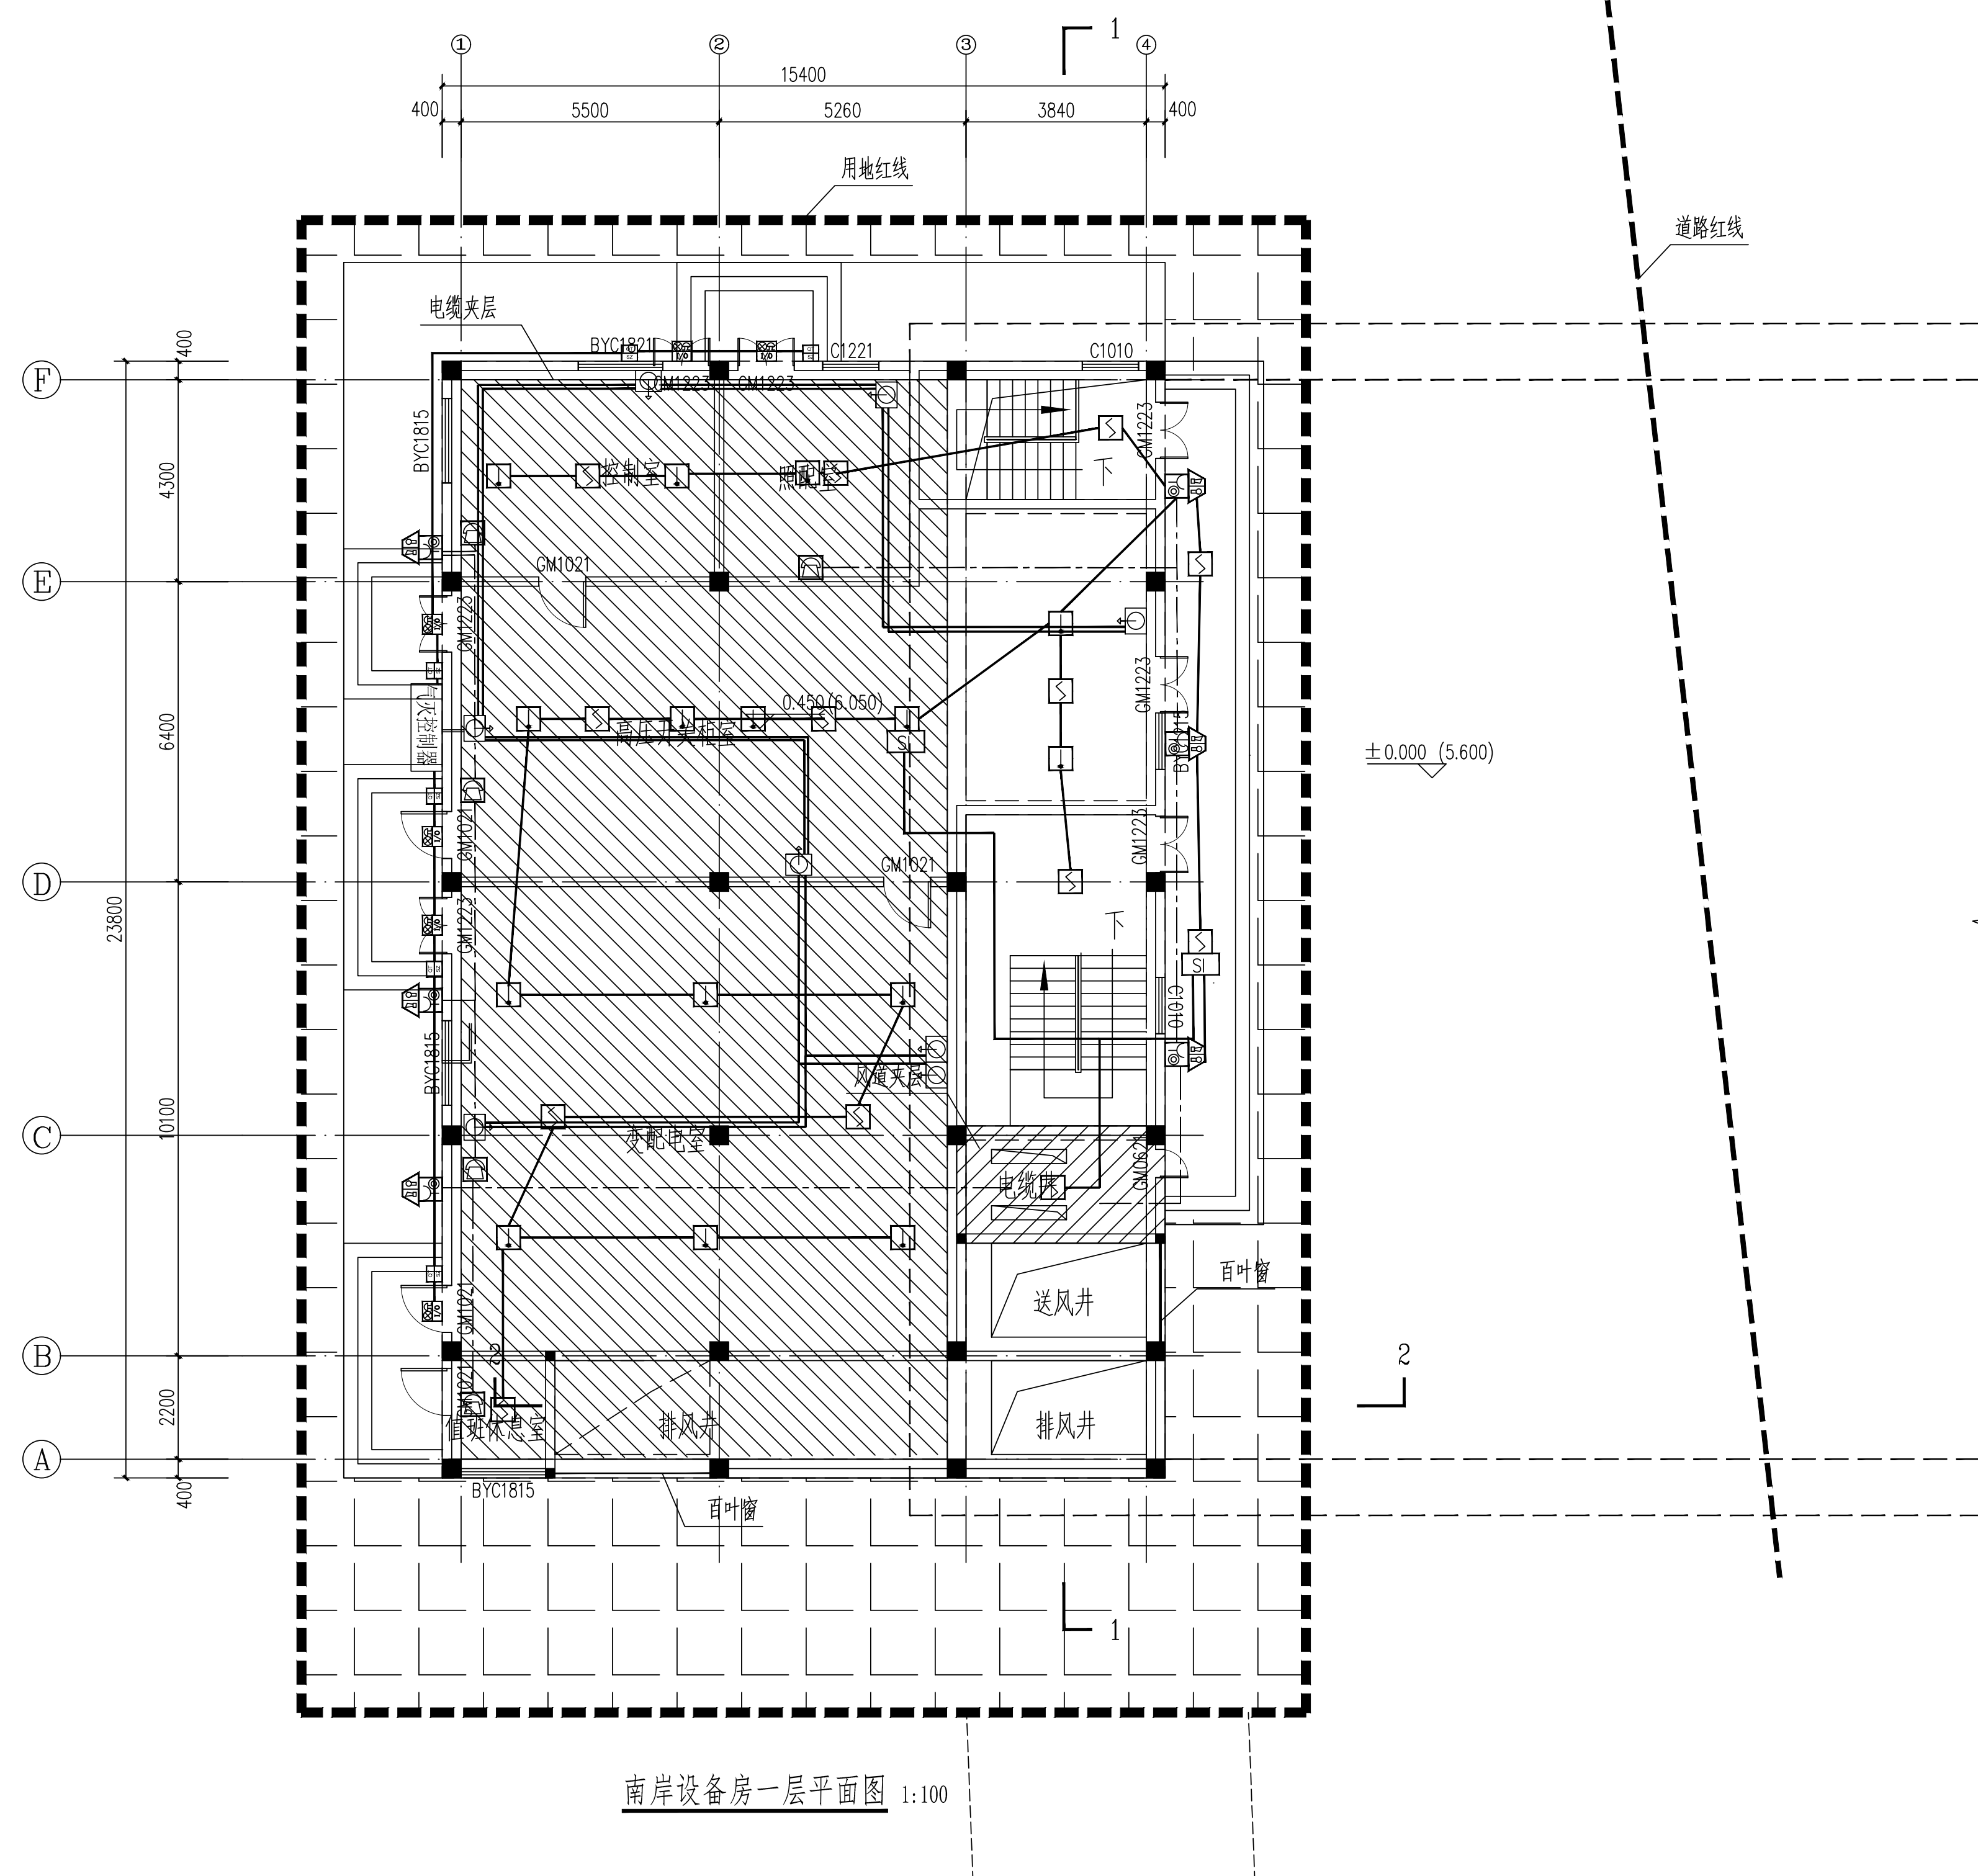 1
① ② ③ ④
15400
400 5500 5260 3840 400
用地红线
道路红线
电缆夹层
400
BYC1821 C1221 C1010
F
GM1223 GM1223
BYC1815
GM1223
4300
控制室
照配室
下
E
GM1021
GM1223
GM1223
气灭控制器
0.450(6.050)
高压开关柜室
SI
BYC1815
±0.000 (5.600)
6400
GM1021
GM1223
D
GM1021
23800
GM1223
下
SI
C1010
BYC1815
风道夹层
10100
C
变配电室
GM0621
电缆井
百叶窗
GM1021
送风井
B
2
2
GM1021
2200
值班休息室
排风井
排风井
A
400
BYC1815
百叶窗
1
南岸设备房一层平面图 1:100